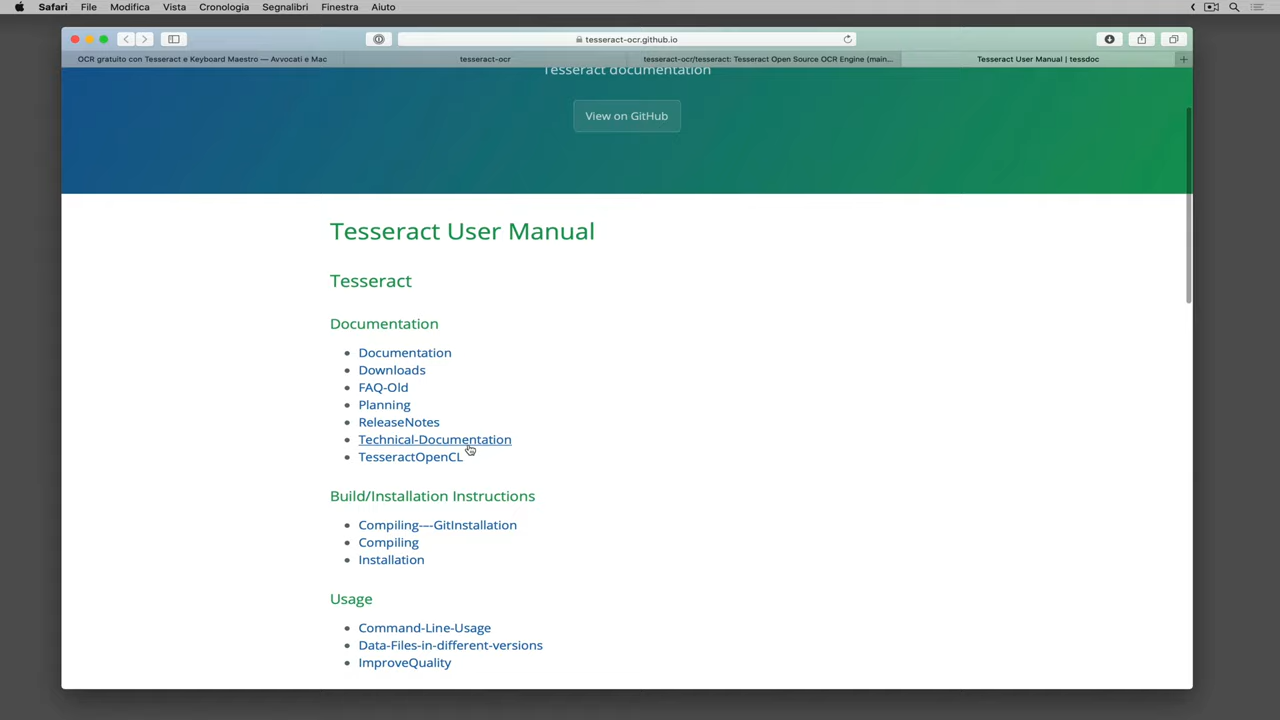 Safari File Modifica Vista Cronologia Segnalibri Finestra Aiuto
tesseract-ocr.github.io
OCR gratuito con Tesseract e Keyboard Maestro — Avvocati e Mac
tesseract-ocr
tesseract-ocr/tesseract: Tesseract Open Source OCR Engine (main...
Tesseract User Manual | tessdoc
Tesseract documentation
View on GitHub
Tesseract User Manual
Tesseract
Documentation
Documentation
Downloads
FAQ-Old
Planning
ReleaseNotes
Technical-Documentation
TesseractOpenCL
Build/Installation Instructions
Compiling-–-GitInstallation
Compiling
Installation
Usage
Command-Line-Usage
Data-Files-in-different-versions
ImproveQuality